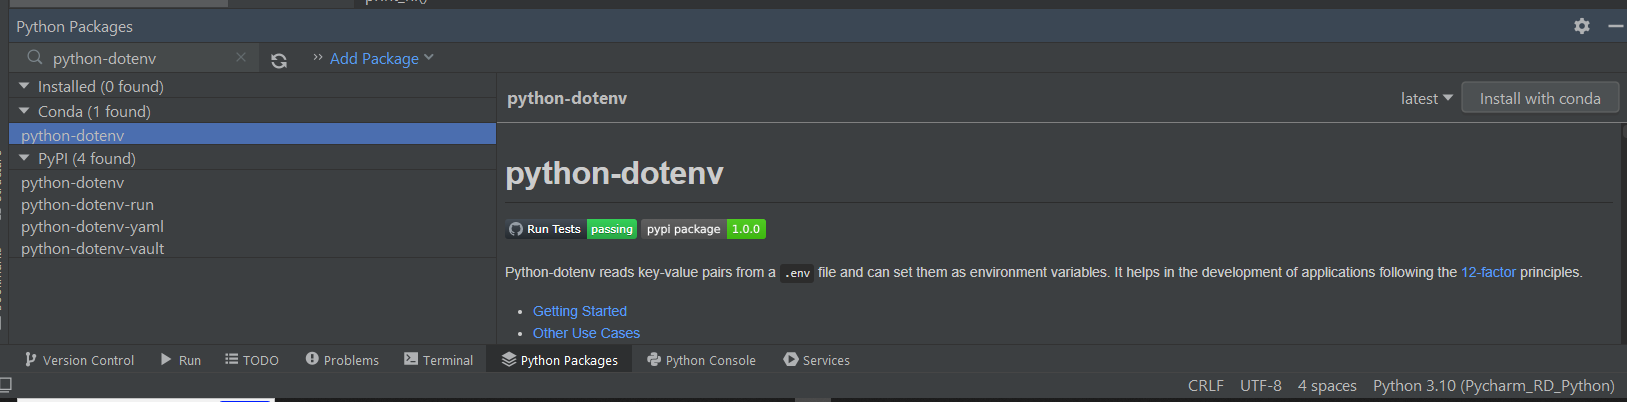 Python Packages
python-dotenv
Add Package
Installed (0 found)
Conda (1 found)
python-dotenv
PyPI (4 found)
python-dotenv
python-dotenv-run
python-dotenv-yaml
python-dotenv-vault
python-dotenv
latest
Install with conda
python-dotenv
Run Tests passing pypi package 1.0.0
Python-dotenv reads key-value pairs from a .env file and can set them as environment variables. It helps in the development of applications following the 12-factor principles.
• Getting Started
• Other Use Cases
Version Control Run TODO Problems Terminal Python Packages Python Console Services
CRLF UTF-8 4 spaces Python 3.10 (Pycharm_RD_Python)